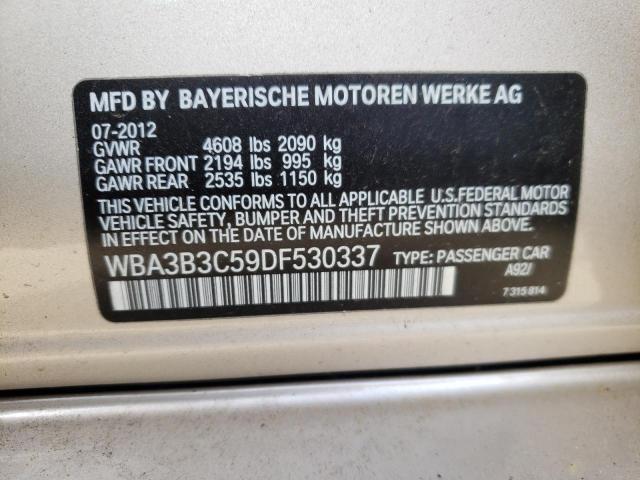 MFD BY BAYERISCHE MOTOREN WERKE AG
07-2012
GVWR 4608 lbs 2090 kg
GAWR FRONT 2194 lbs 995 kg
GAWR REAR 2535 lbs 1150 kg
THIS VEHICLE CONFORMS TO ALL APPLICABLE U.S.FEDERAL MOTOR
VEHICLE SAFETY, BUMPER AND THEFT PREVENTION STANDARDS
IN EFFECT ON THE DATE OF MANUFACTURE SHOWN ABOVE.
WBA3B3C59DF530337 TYPE: PASSENGER CAR
A92/
7 315 814